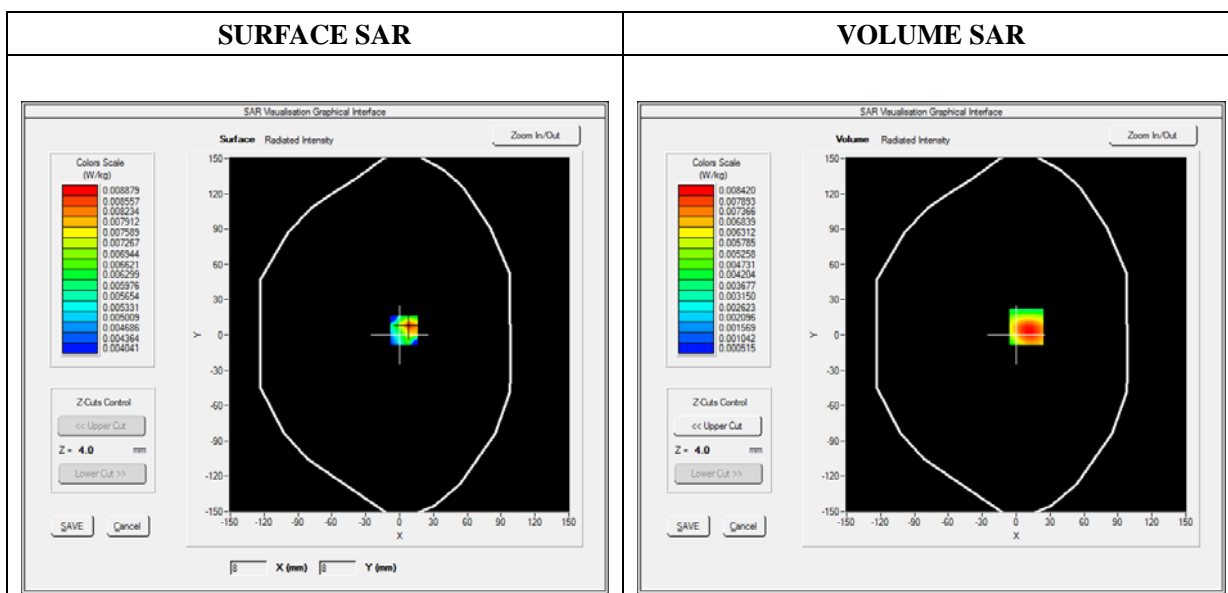 SURFACE SAR
VOLUME SAR
SAR Visualisation Graphical Interface
Surface Radiated Intensity
Zoom In/Out
Colors Scale
(W/kg)
0.008879
0.008557
0.008234
0.007912
0.007589
0.007267
0.006944
0.006621
0.006299
0.005976
0.005654
0.005331
0.005009
0.004686
0.004364
0.004041
Z-Cuts Control
<< Upper Cut
Z = 4.0 mm
Lower Cut >>
SAVE Cancel
150
120
90
60
30
0
-30
-60
-90
-120
-150
Y
-150 -120 -90 -60 -30 0 30 60 90 120 150
X
8 X (mm) 8 Y (mm)
SAR Visualisation Graphical Interface
Volume Radiated Intensity
Zoom In/Out
Colors Scale
(W/kg)
0.008420
0.007893
0.007366
0.006839
0.006312
0.005785
0.005258
0.004731
0.004204
0.003677
0.003150
0.002623
0.002096
0.001569
0.001042
0.000515
Z-Cuts Control
<< Upper Cut
Z = 4.0 mm
Lower Cut >>
SAVE Cancel
150
120
90
60
30
0
-30
-60
-90
-120
-150
Y
-150 -120 -90 -60 -30 0 30 60 90 120 150
X